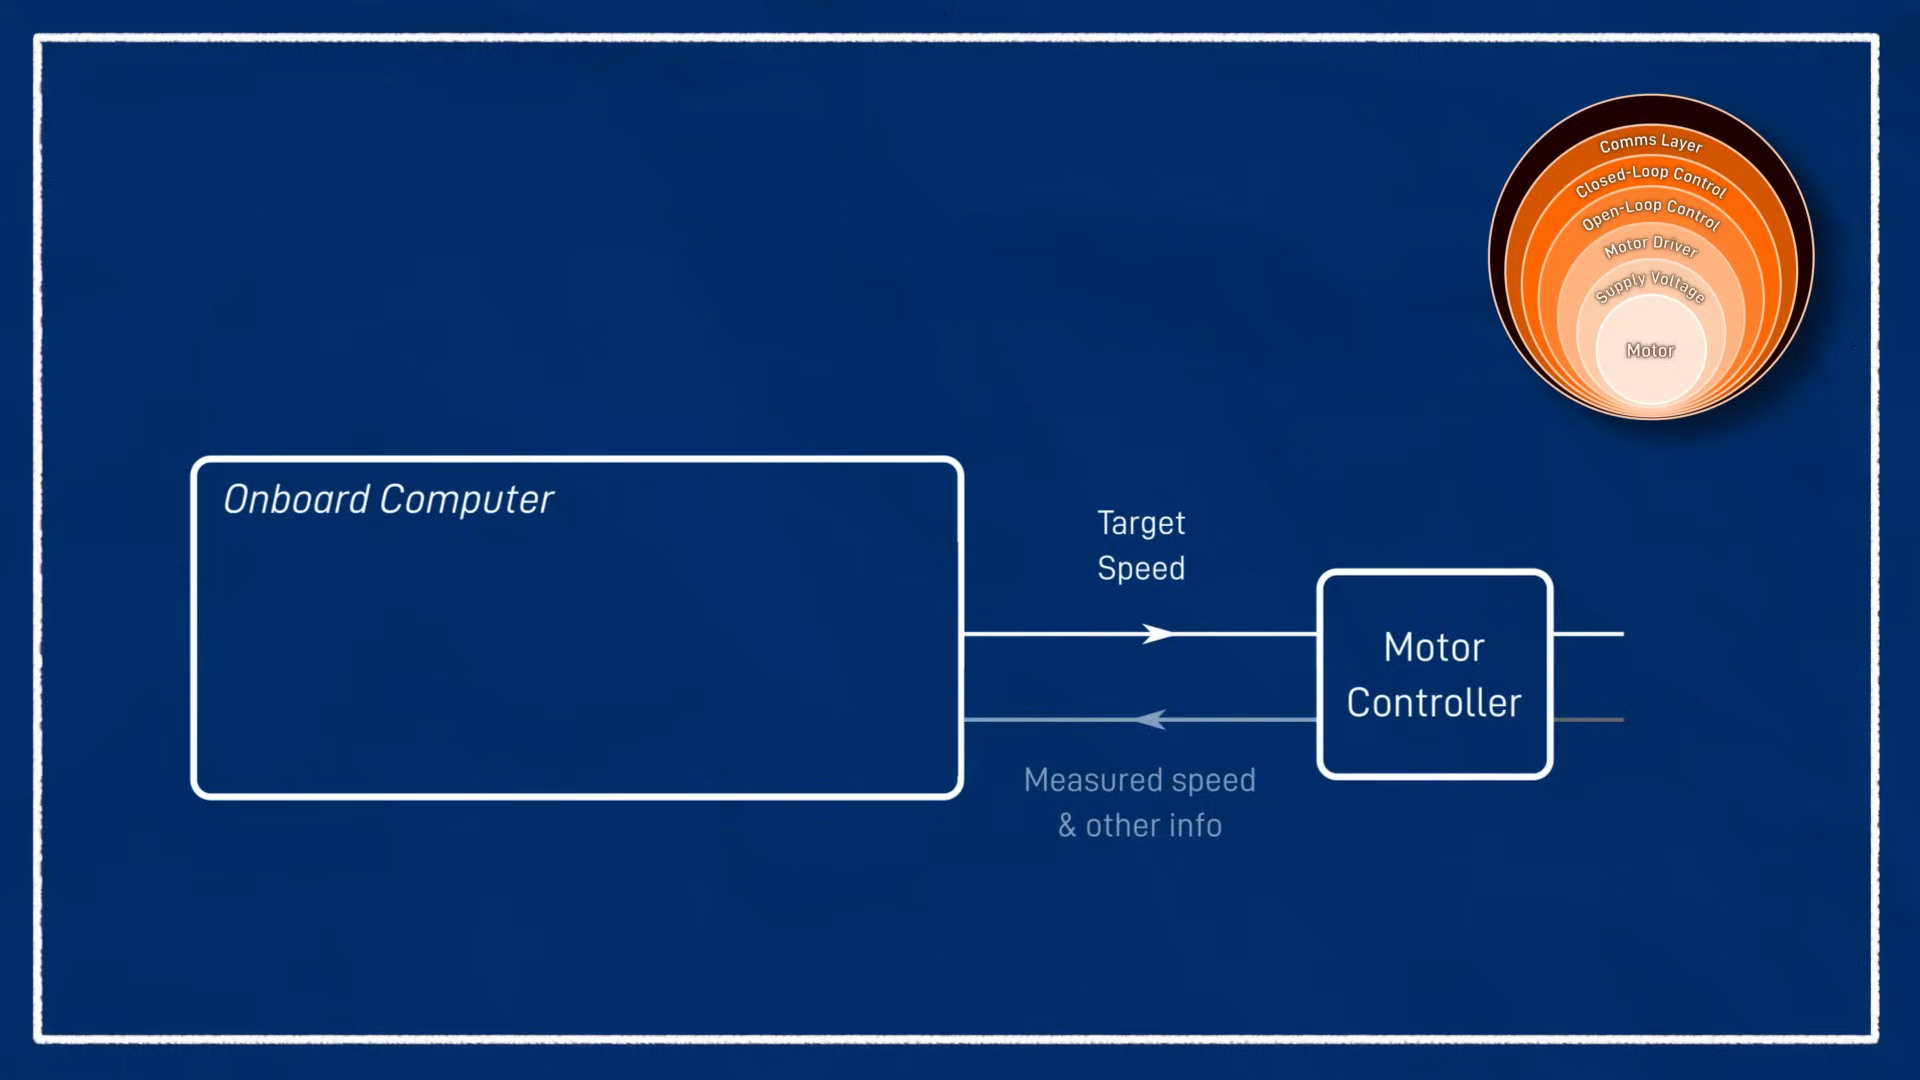 Comms Layer
Closed-Loop Control
Open-Loop Control
Motor Driver
Supply Voltage
Motor
Onboard Computer
Target
Speed
Motor
Controller
Measured speed
& other info